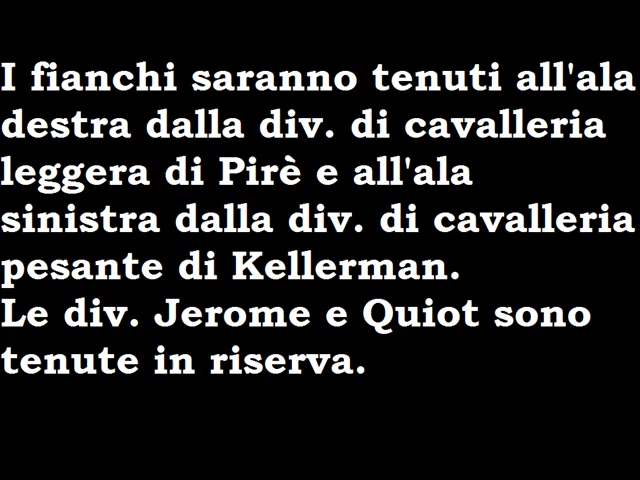 I fianchi saranno tenuti all'ala
destra dalla div. di cavalleria
leggera di Pirè e all'ala
sinistra dalla div. di cavalleria
pesante di Kellerman.
Le div. Jerome e Quiot sono
tenute in riserva.